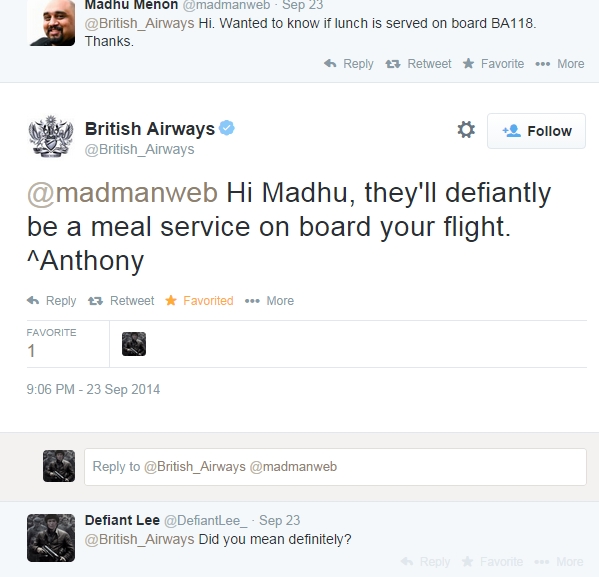 Madhu Menon @madmanweb · Sep 23
@British_Airways Hi. Wanted to know if lunch is served on board BA118.
Thanks.
Reply Retweet Favorite More
British Airways
@British_Airways
Follow
@madmanweb Hi Madhu, they'll defiantly
be a meal service on board your flight.
^Anthony
Reply Retweet Favorited More
FAVORITE
1
9:06 PM - 23 Sep 2014
Reply to @British_Airways @madmanweb
Defiant Lee @DefiantLee_ · Sep 23
@British_Airways Did you mean definitely?
Reply Favorite More